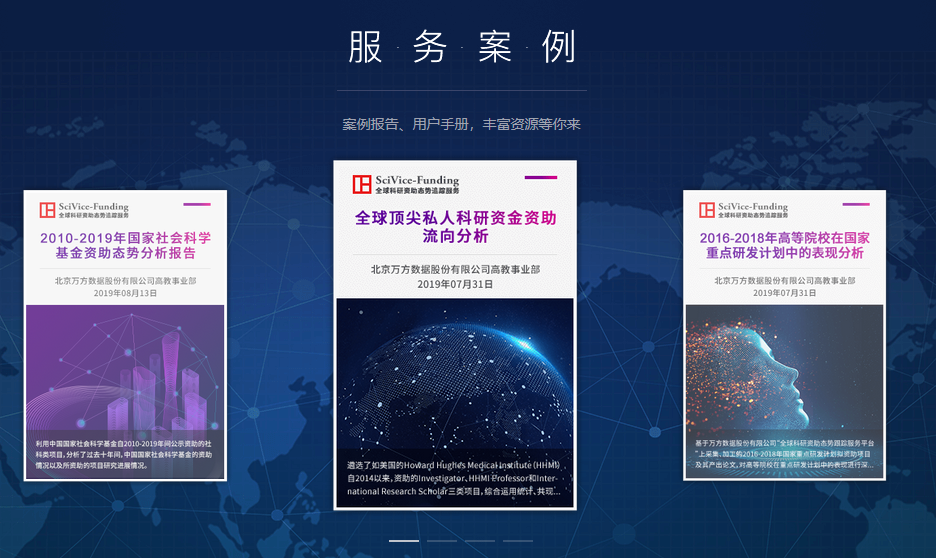 服·务·案·例
案例报告、用户手册，丰富资源等你来
SciVice-Funding
全球科研资助态势追踪服务
2010-2019年国家社会科学
基金资助态势分析报告
北京万方数据股份有限公司高教事业部
2019年08月13日
利用中国国家社会科学基金自2010-2019年间公示资助的社
科类项目，分析了过去十年间，中国国家社会科学基金的资助
情况以及所资助的项目研究进展情况。
SciVice-Funding
全球科研资助态势追踪服务
全球顶尖私人科研资金资助
流向分析
北京万方数据股份有限公司高教事业部
2019年07月31日
遴选了如美国的Howard Hughes Medical Institute (HHMI)
自2014以来，资助的Investigator、HHMI Professor和Inter-
national Research Scholar三类项目，综合运用统计、共现...
SciVice-Funding
全球科研资助态势追踪服务
2016-2018年高等院校在国家
重点研发计划中的表现分析
北京万方数据股份有限公司高教事业部
2019年07月31日
基于万方数据股份有限公司“全球科研资助态势跟踪服务平台
”上采集、加工的2016-2018年国家重点研发计划拟资助项目
及其产出论文，对高等院校在重点研发计划中的表现进行深...